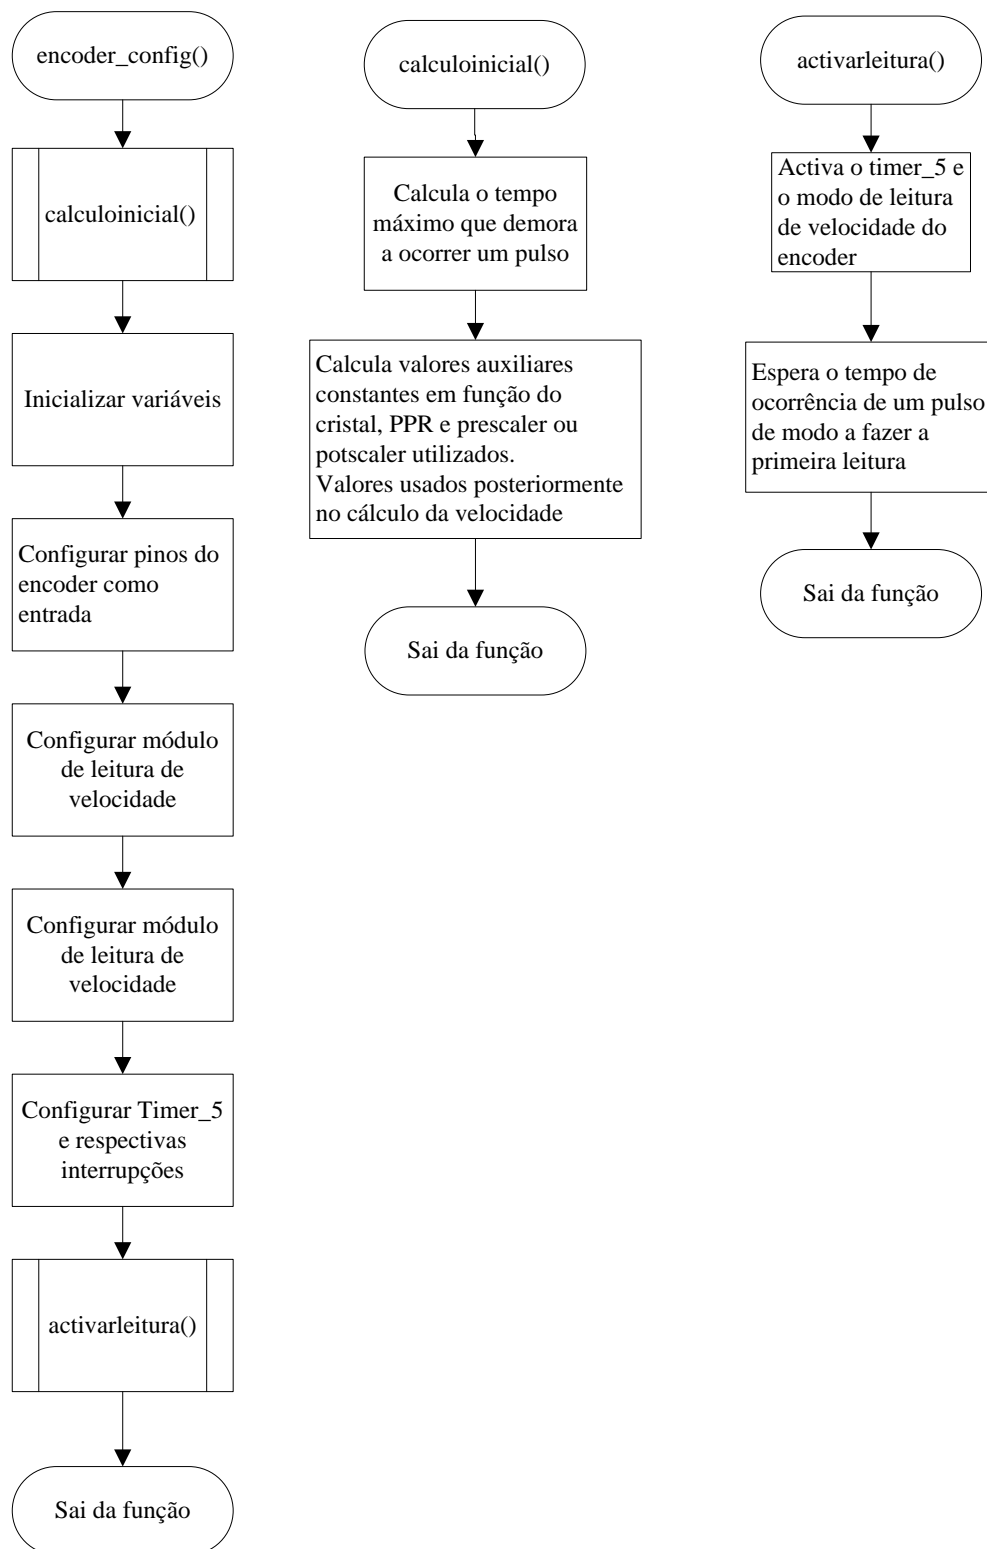 encoder_config()
calculoinicial()
Inicializar variáveis
Configurar pinos do
encoder como
entrada
Configurar módulo
de leitura de
velocidade
Configurar módulo
de leitura de
velocidade
Configurar Timer_5
e respectivas
interrupções
activarleitura()
Sai da função
calculoinicial()
Calcula o tempo
máximo que demora
a ocorrer um pulso
Calcula valores auxiliares
constantes em função do
cristal, PPR e prescaler ou
potscaler utilizados.
Valores usados posteriormente
no cálculo da velocidade
Sai da função
activarleitura()
Activa o timer_5 e
o modo de leitura
de velocidade do
encoder
Espera o tempo de
ocorrência de um pulso
de modo a fazer a
primeira leitura
Sai da função